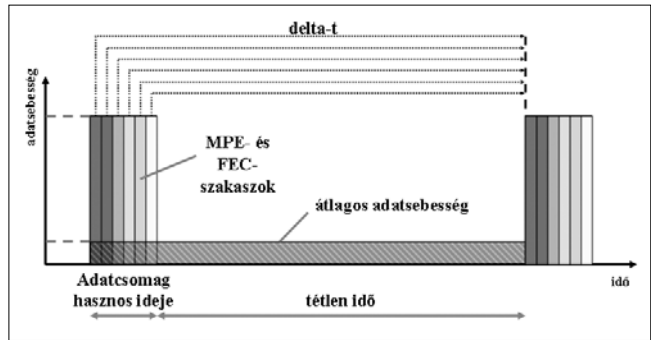 delta-t
adatsebesség
MPE- és
FEC-
szakaszok
átlagos adatsebesség
idő
Adatcsomag
hasznos ideje
tétlen idő